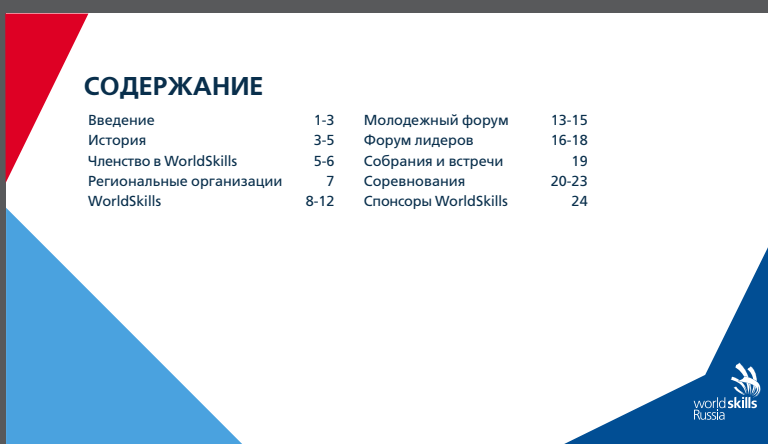 СОДЕРЖАНИЕ
Введение 1-3
История 3-5
Членство в WorldSkills 5-6
Региональные организации 7
WorldSkills 8-12
Молодежный форум 13-15
Форум лидеров 16-18
Собрания и встречи 19
Соревнования 20-23
Спонсоры WorldSkills 24
worldskills
Russia